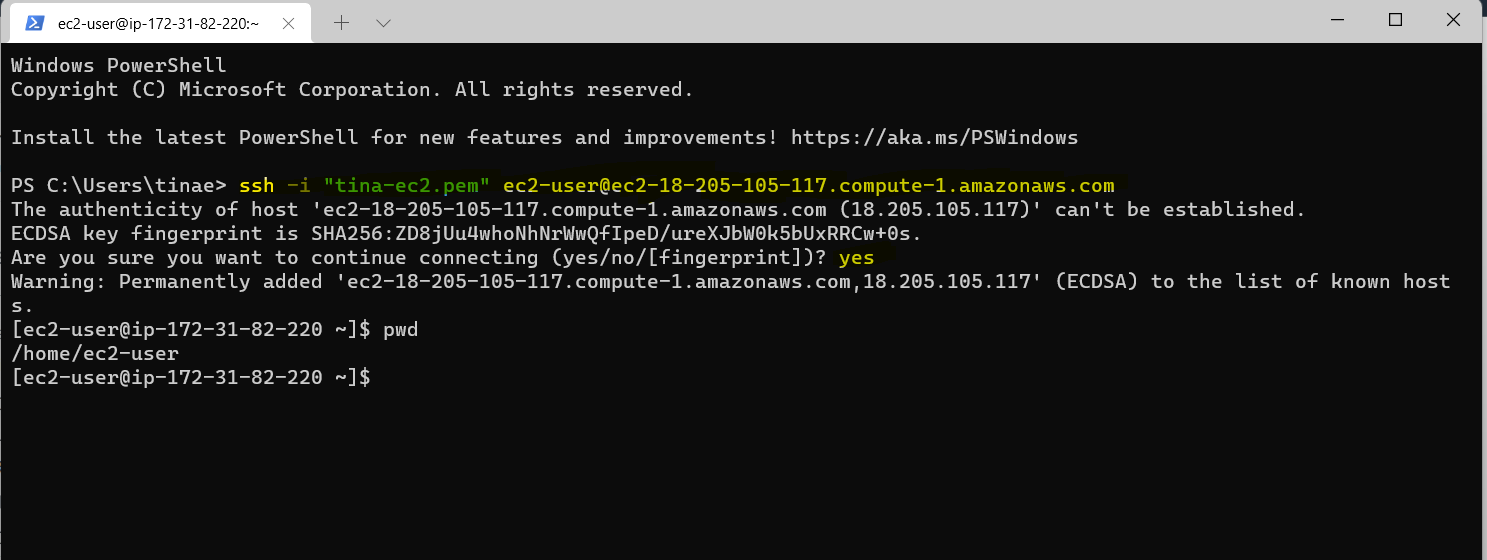 ec2-user@ip-172-31-82-220:~
Windows PowerShell
Copyright (C) Microsoft Corporation. All rights reserved.
Install the latest PowerShell for new features and improvements! https://aka.ms/PSWindows
PS C:\Users\tinae> ssh -i "tina-ec2.pem" ec2-user@ec2-18-205-105-117.compute-1.amazonaws.com
The authenticity of host 'ec2-18-205-105-117.compute-1.amazonaws.com (18.205.105.117)' can't be established.
ECDSA key fingerprint is SHA256:ZD8jUu4whoNhNrWwQfIpeD/ureXJbW0k5bUxRRCw+0s.
Are you sure you want to continue connecting (yes/no/[fingerprint])? yes
Warning: Permanently added 'ec2-18-205-105-117.compute-1.amazonaws.com,18.205.105.117' (ECDSA) to the list of known host
s.
[ec2-user@ip-172-31-82-220 ~]$ pwd
/home/ec2-user
[ec2-user@ip-172-31-82-220 ~]$